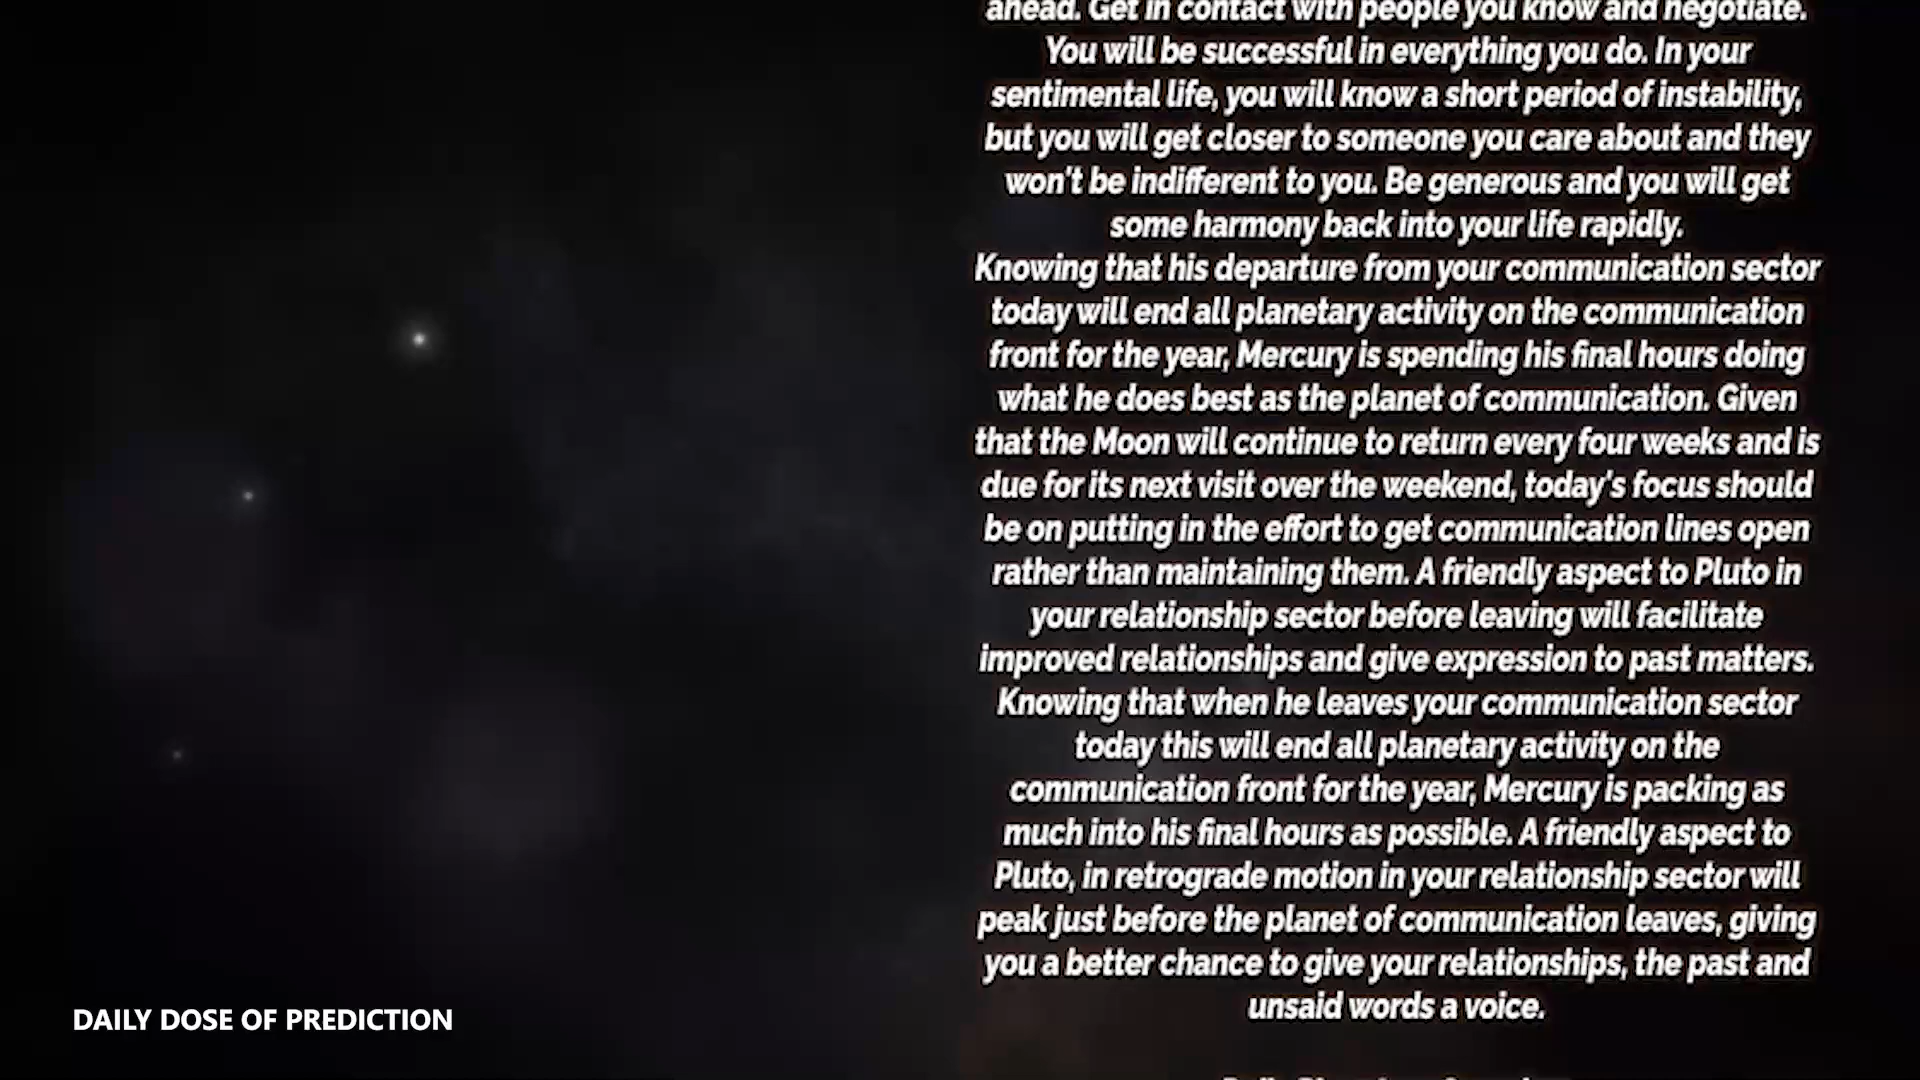 ahead. Get in contact with people you know and negotiate.
You will be successful in everything you do. In your
sentimental life, you will know a short period of instability,
but you will get closer to someone you care about and they
won't be indifferent to you. Be generous and you will get
some harmony back into your life rapidly.
Knowing that his departure from your communication sector
today will end all planetary activity on the communication
front for the year, Mercury is spending his final hours doing
what he does best as the planet of communication. Given
that the Moon will continue to return every four weeks and is
due for its next visit over the weekend, today's focus should
be on putting in the effort to get communication lines open
rather than maintaining them. A friendly aspect to Pluto in
your relationship sector before leaving will facilitate
improved relationships and give expression to past matters.
Knowing that when he leaves your communication sector
today this will end all planetary activity on the
communication front for the year, Mercury is packing as
much into his final hours as possible. A friendly aspect to
Pluto, in retrograde motion in your relationship sector will
peak just before the planet of communication leaves, giving
you a better chance to give your relationships, the past and
unsaid words a voice.
DAILY DOSE OF PREDICTION